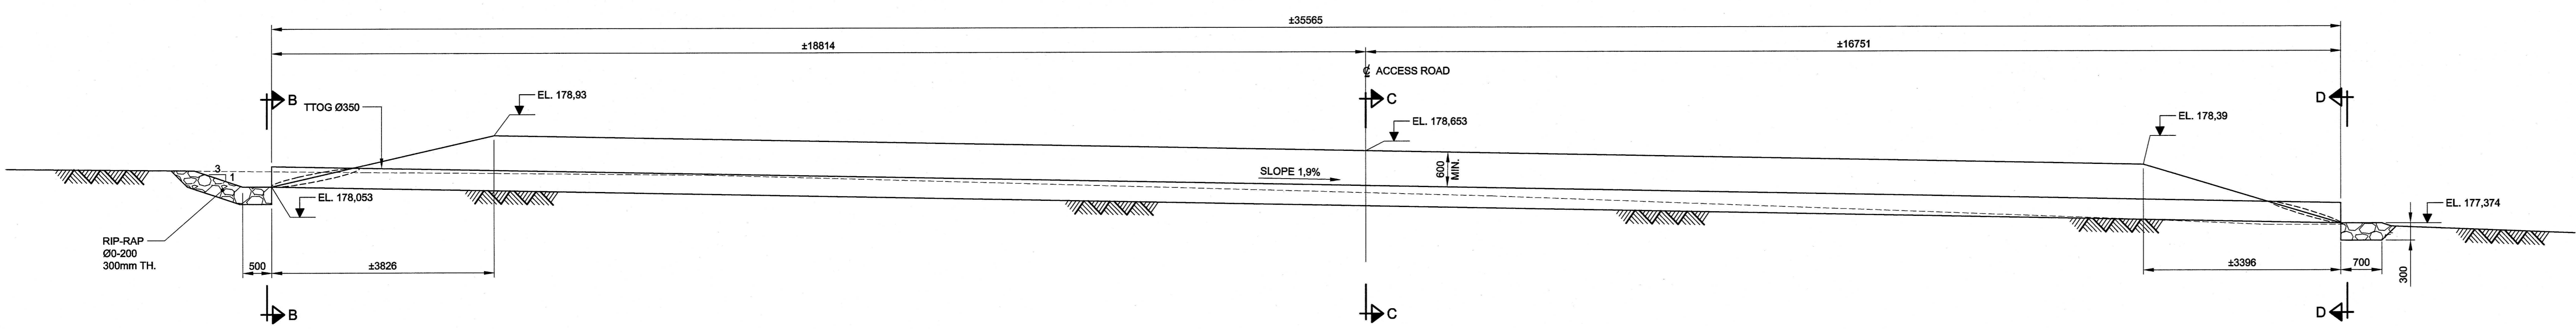 ±35565
±18814
±16751
℄ ACCESS ROAD
B
TTOG Ø350
EL. 178,93
C
EL. 178,653
D
EL. 178,39
3
1
SLOPE 1,9%
600
MIN.
EL. 178,053
EL. 177,374
RIP-RAP
Ø0-200
300mm TH.
500
±3826
±3396
700
300
B
C
D